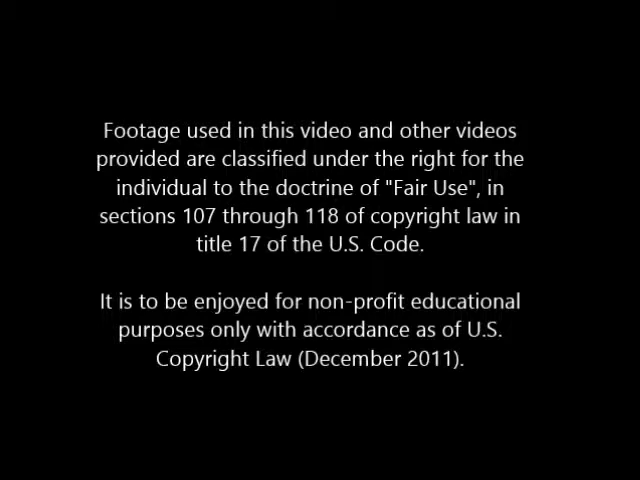 Footage used in this video and other videos
provided are classified under the right for the
individual to the doctrine of "Fair Use", in
sections 107 through 118 of copyright law in
title 17 of the U.S. Code.
It is to be enjoyed for non-profit educational
purposes only with accordance as of U.S.
Copyright Law (December 2011).